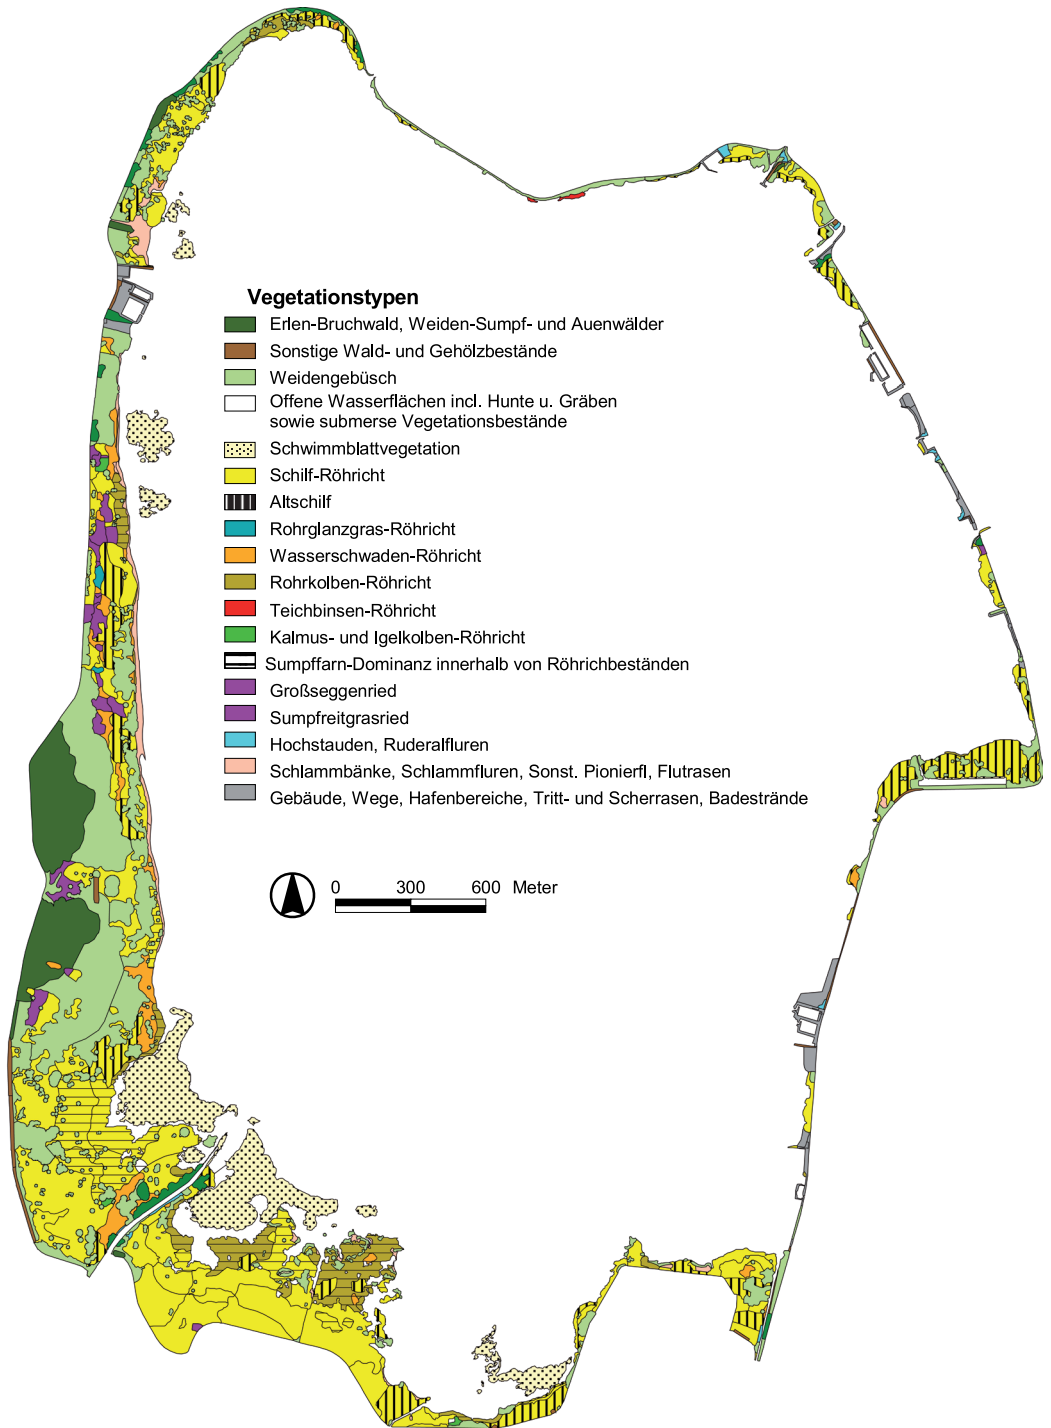 Vegetationstypen
Erlen-Bruchwald, Weiden-Sumpf- und Auenwälder
Sonstige Wald- und Gehölzbestände
Weidengebüsch
Offene Wasserflächen incl. Hunte u. Gräben
sowie submerse Vegetationsbestände
Schwimmblattvegetation
Schilf-Röhricht
Altschilf
Rohrglanzgras-Röhricht
Wasserschwaden-Röhricht
Rohrkolben-Röhricht
Teichbinsen-Röhricht
Kalmus- und Igelkolben-Röhricht
Sumpffarn-Dominanz innerhalb von Röhrichbeständen
Großseggenried
Sumpfreitgrasried
Hochstauden, Ruderalfluren
Schlammbänke, Schlammfluren, Sonst. Pionierfl, Flutrasen
Gebäude, Wege, Hafenbereiche, Tritt- und Scherrasen, Badestrände
0 300 600 Meter